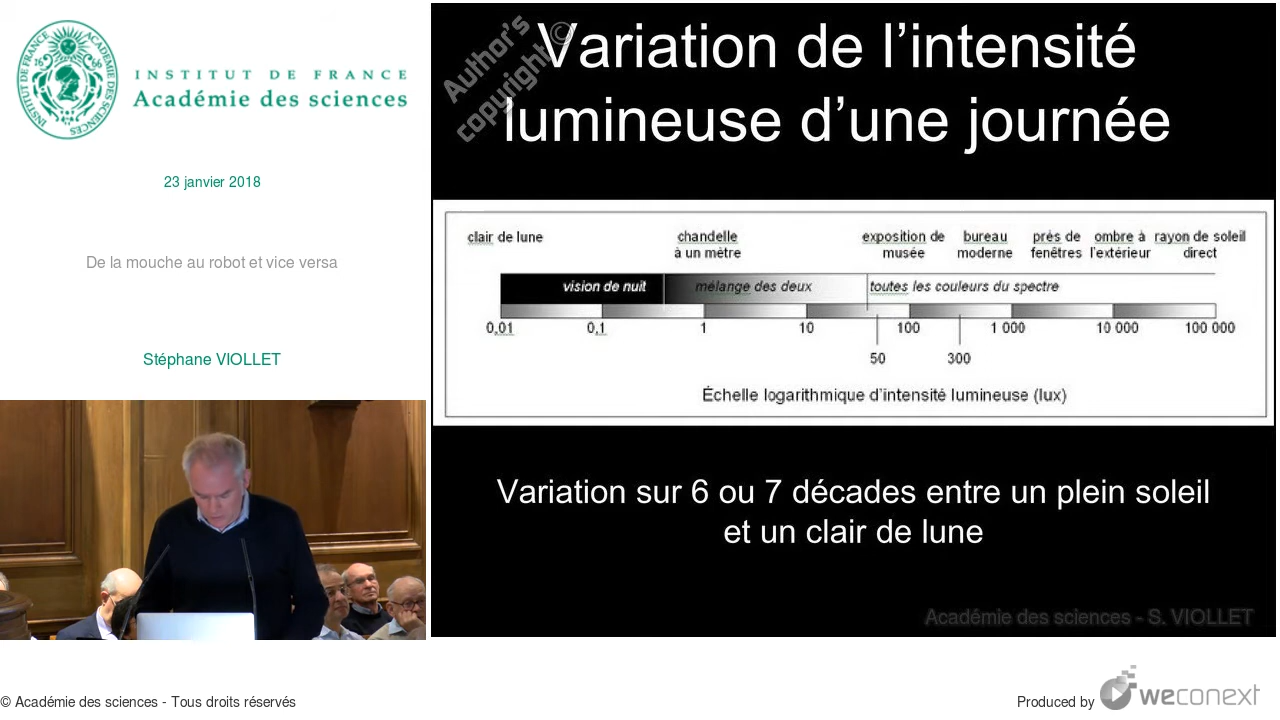 INSTITUT DE FRANCE
Académie des sciences
23 janvier 2018
De la mouche au robot et vice versa
Stéphane VIOLLET
Author's ©
copyright
Variation de l’intensité
lumineuse d’une journée
clair de lune
chandelle
à un mètre
exposition de
musée
bureau
moderne
près de
fenêtres
ombre à
l'extérieur
rayon de soleil
direct
vision de nuit
mélange des deux
toutes les couleurs du spectre
0,01 0,1 1 10 100 1 000 10 000 100 000
50 300
Échelle logarithmique d’intensité lumineuse (lux)
Variation sur 6 ou 7 décades entre un plein soleil
et un clair de lune
Académie des sciences - S. VIOLLET
© Académie des sciences - Tous droits réservés
Produced by weconext